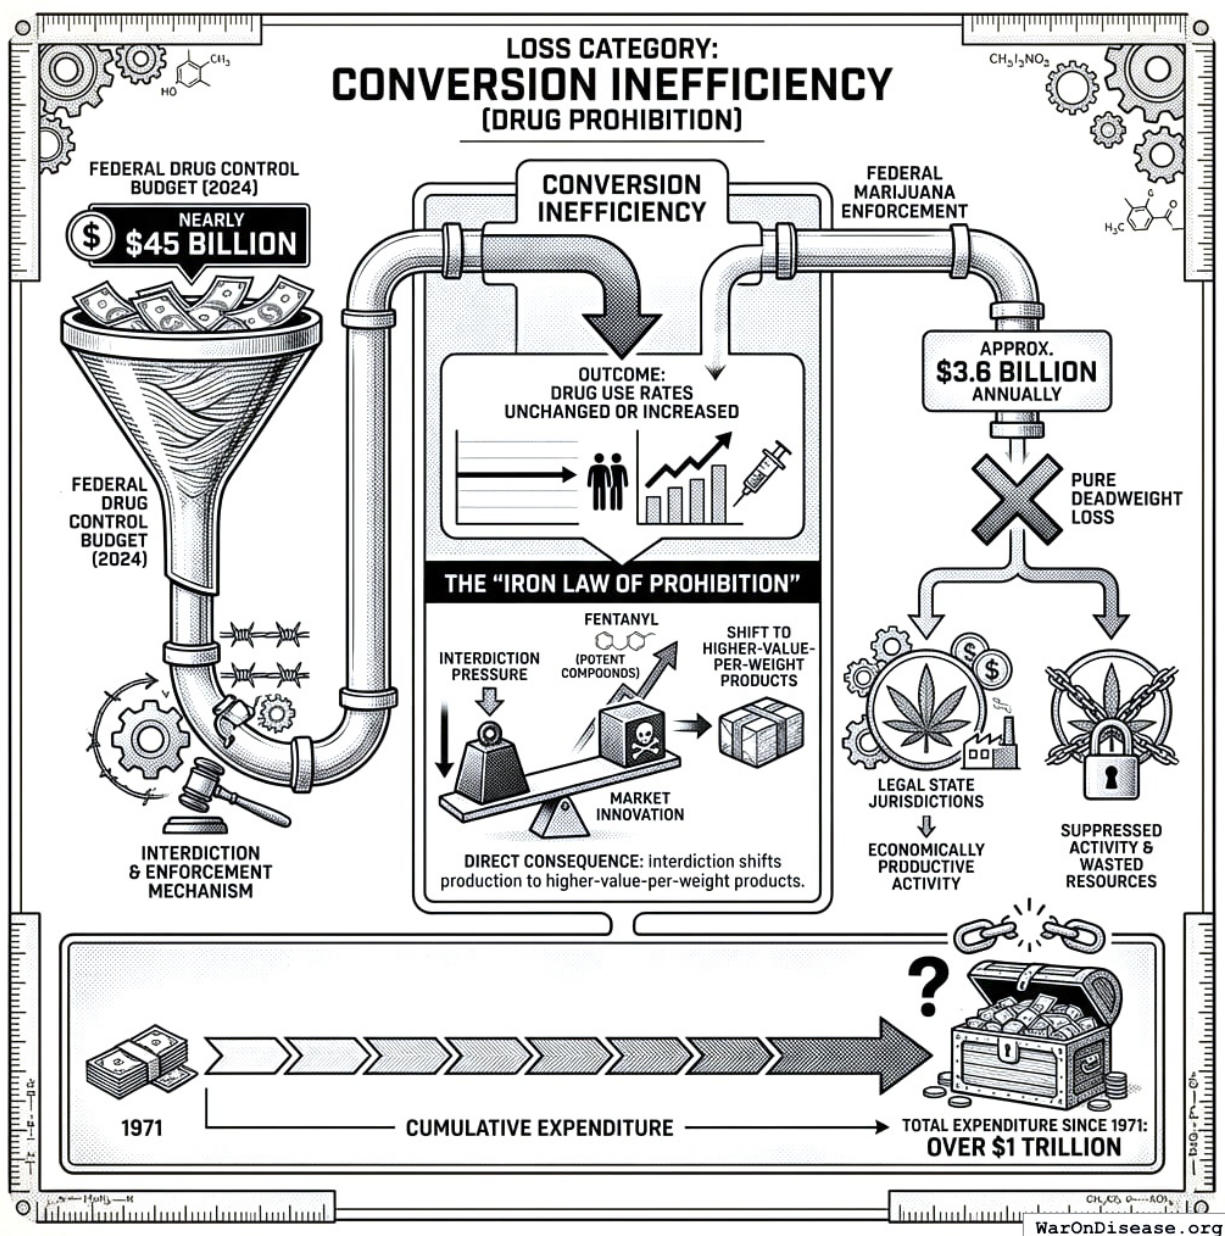 LOSS CATEGORY:
CONVERSION INEFFICIENCY
(DRUG PROHIBITION)
HO
CH₃
H₃C
FEDERAL DRUG CONTROL
BUDGET (2024)
$
NEARLY
$45 BILLION
FEDERAL
DRUG
CONTROL
BUDGET
(2024)
INTERDICTION
& ENFORCEMENT
MECHANISM
CONVERSION
INEFFICIENCY
OUTCOME:
DRUG USE RATES
UNCHANGED OR INCREASED
THE "IRON LAW OF PROHIBITION"
INTERDICTION
PRESSURE
FENTANYL
(POTENT
COMPOUNDS)
SHIFT TO
HIGHER-VALUE-
PER-WEIGHT
PRODUCTS
MARKET
INNOVATION
DIRECT CONSEQUENCE: interdiction shifts
production to higher-value-per-weight products.
FEDERAL
MARIJUANA
ENFORCEMENT
APPROX.
$3.6 BILLION
ANNUALLY
PURE
DEADWEIGHT
LOSS
$
$
LEGAL STATE
JURISDICTIONS
ECONOMICALLY
PRODUCTIVE
ACTIVITY
SUPPRESSED
ACTIVITY &
WASTED
RESOURCES
1971
CUMULATIVE EXPENDITURE
?
TOTAL EXPENDITURE SINCE 1971:
OVER $1 TRILLION
WarOnDisease.org